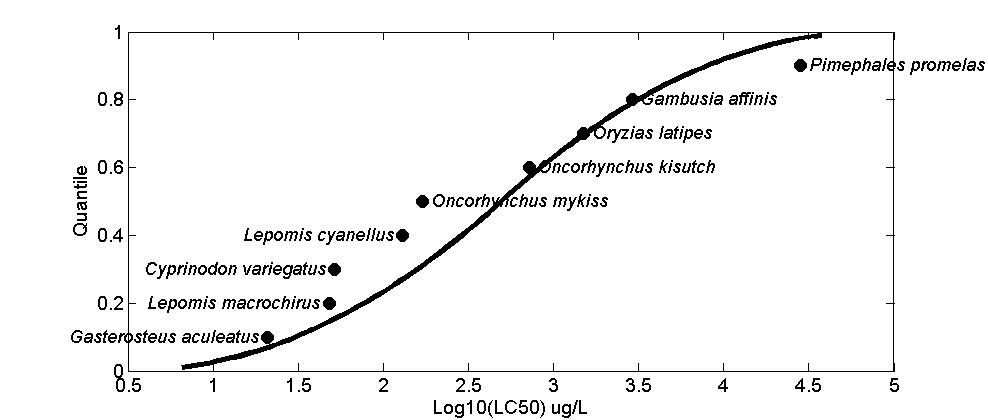 1
Pimephales promelas
0.8
Gambusia affinis
Oryzias latipes
0.6
Oncorhynchus kisutch
Quantile
Oncorhynchus mykiss
0.4
Lepomis cyanellus
Cyprinodon variegatus
0.2
Lepomis macrochirus
Gasterosteus aculeatus
0
0.5 1 1.5 2 2.5 3 3.5 4 4.5 5
Log10(LC50) ug/L